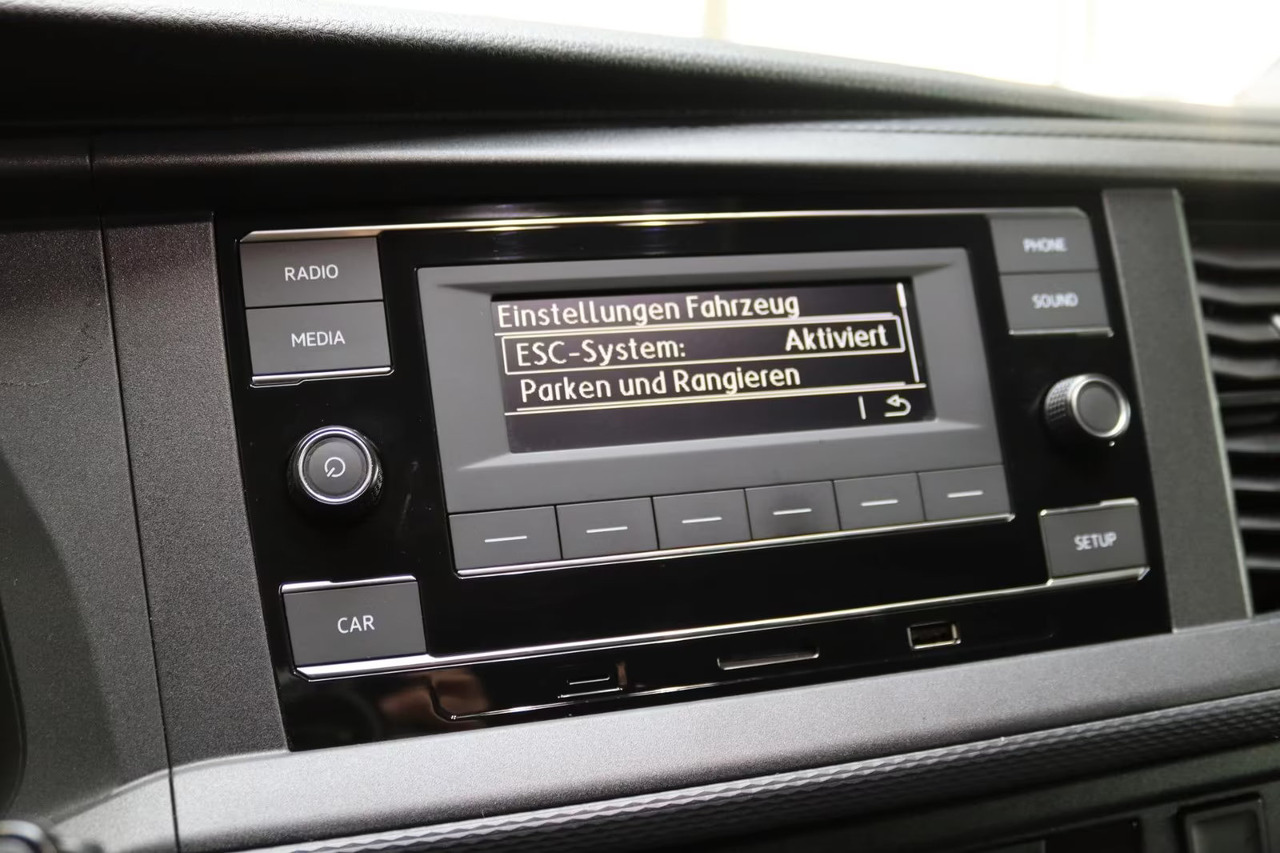 RADIO
MEDIA
PHONE
SOUND
Einstellungen Fahrzeug
ESC-System: Aktiviert
Parken und Rangieren
CAR
SETUP